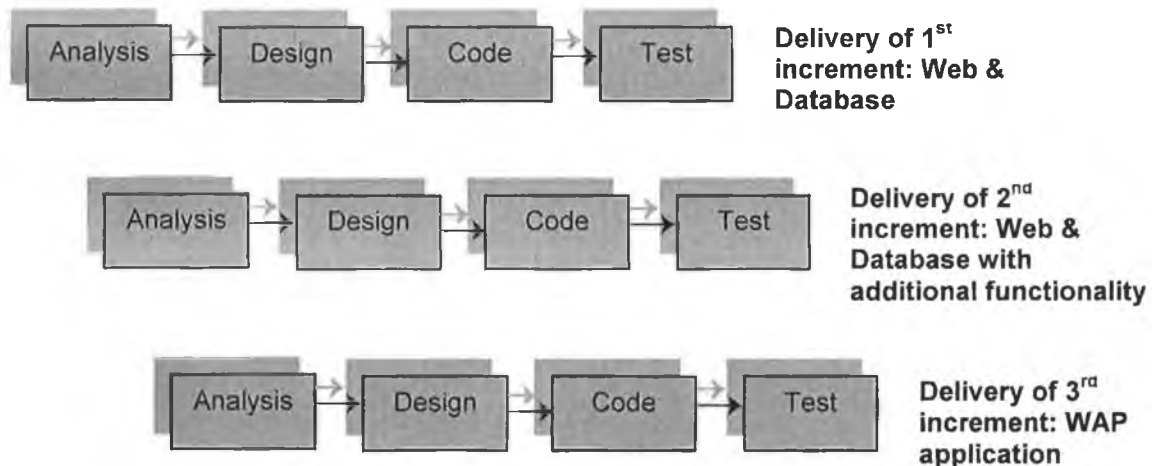 Analysis Design Code Test
Delivery of 1st
increment: Web &
Database
Analysis Design Code Test
Delivery of 2nd
increment: Web &
Database with
additional functionality
Analysis Design Code Test
Delivery of 3rd
increment: WAP
application